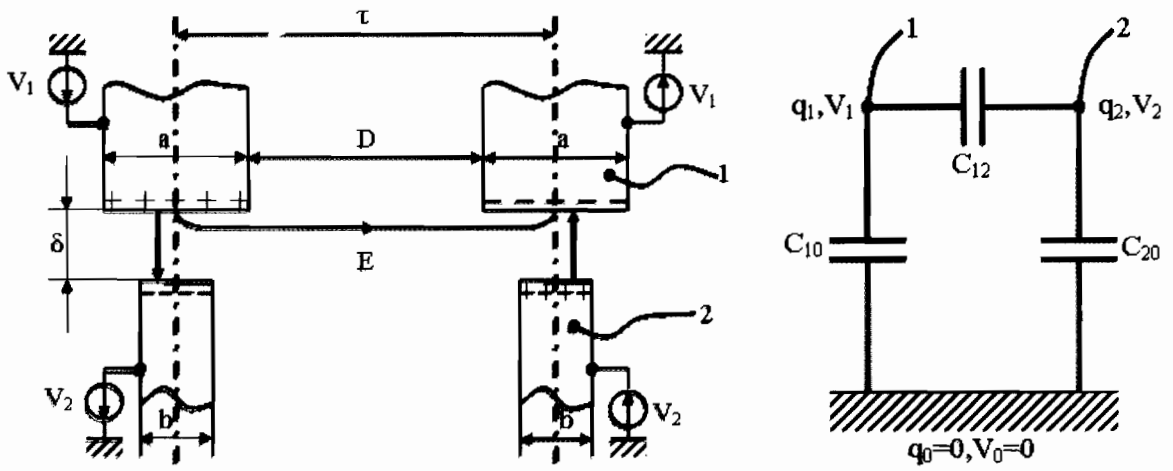 τ
V₁
V₁
a
D
a
1
δ
E
2
V₂
V₂
b
b
1
2
q₁,V₁
q₂,V₂
C₁₂
C₁₀
C₂₀
q₀=0,V₀=0